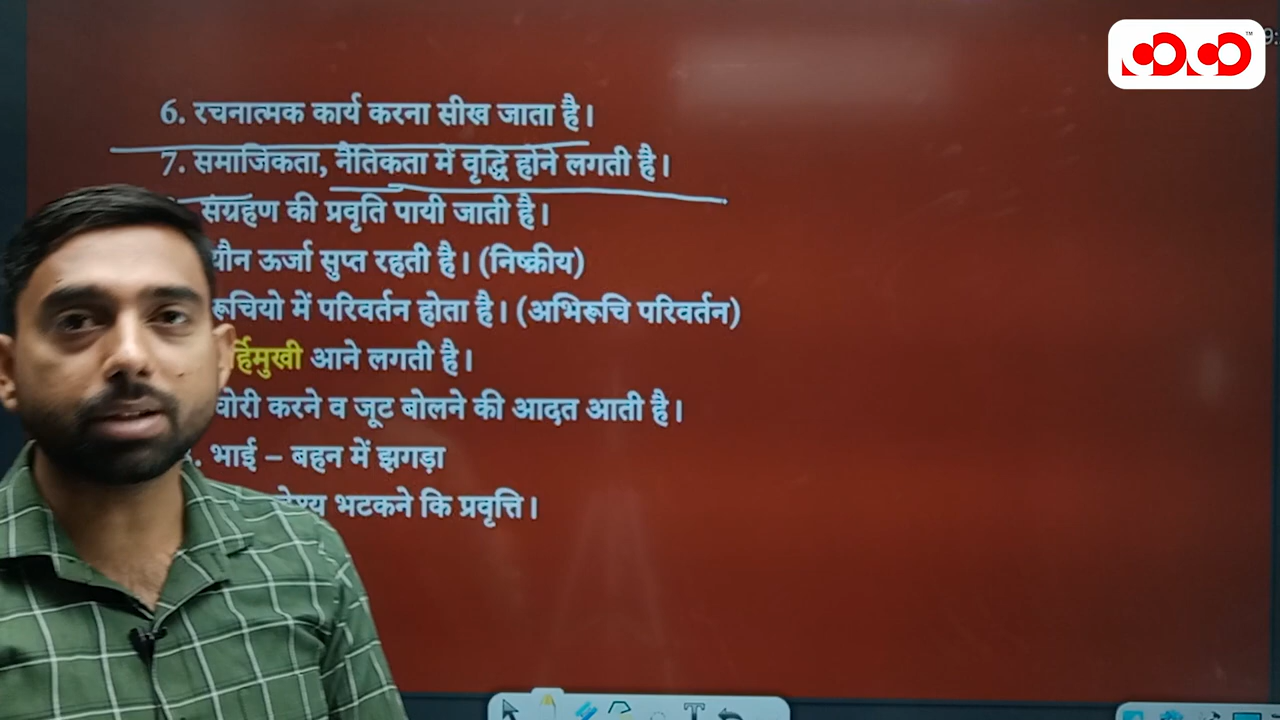 9:
6. रचनात्मक कार्य करना सीख जाता है।
7. समाजिकता, नैतिकता में वृद्धि होने लगती है।
संग्रहण की प्रवृति पायी जाती है।
यौन ऊर्जा सुप्त रहती है। (निष्क्रीय)
रूचियो में परिवर्तन होता है। (अभिरूचि परिवर्तन)
आने लगती है।
चोरी करने व जूट बोलने की आदत आती है।
भाई – बहन में झगड़ा
भटकने कि प्रवृत्ति।
T